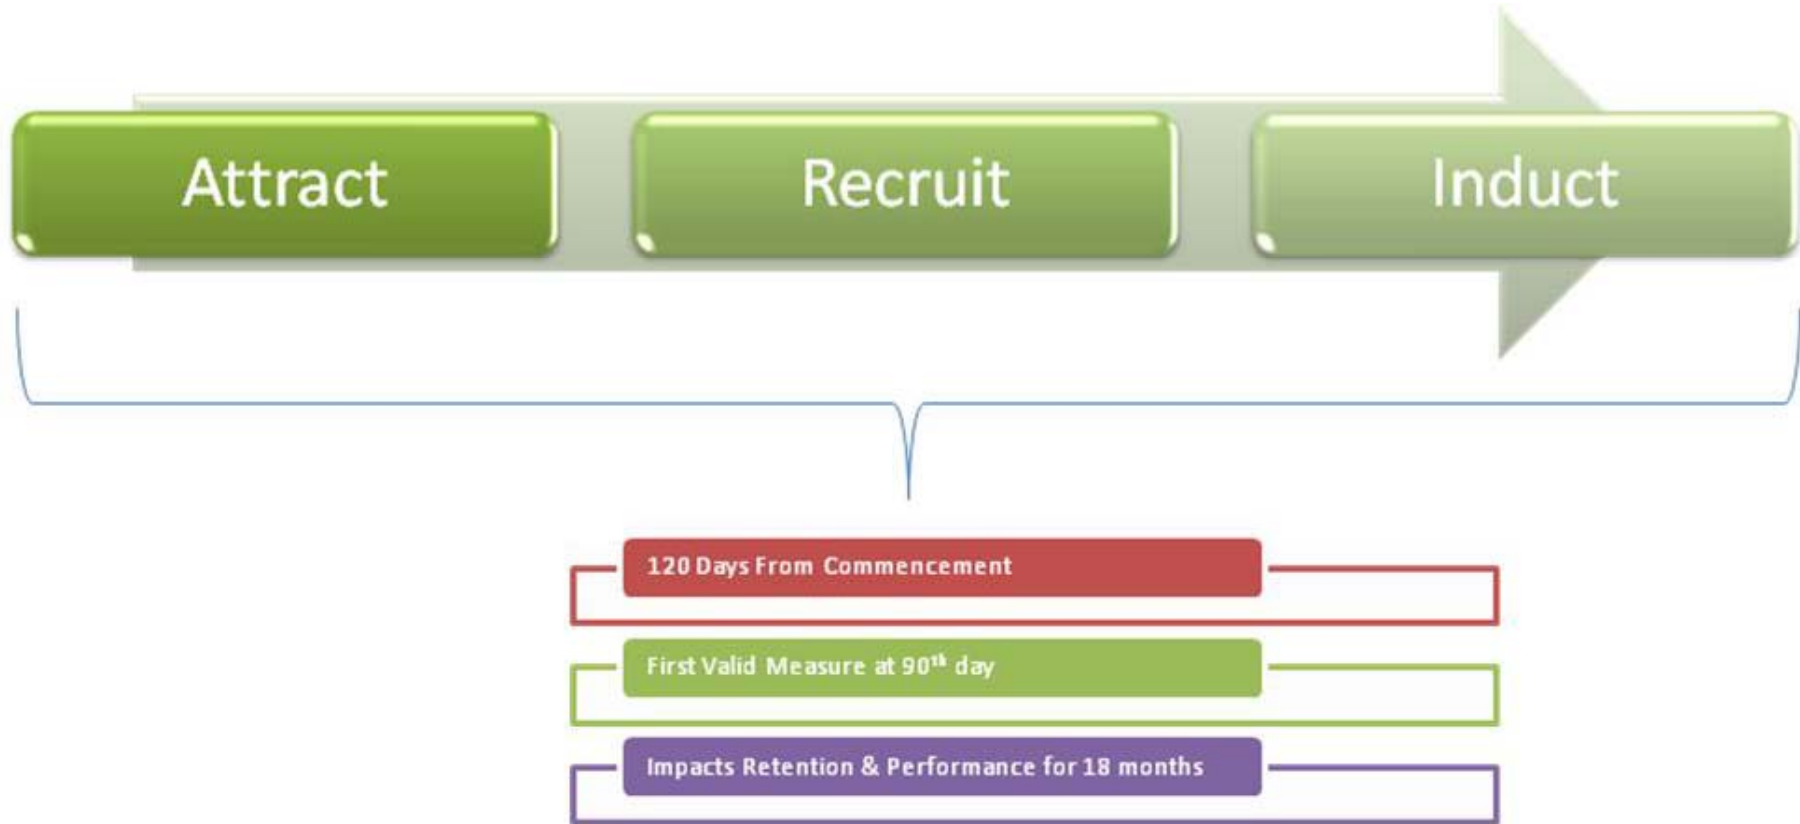 Attract
Recruit
Induct
120 Days From Commencement
First Valid Measure at 90th day
Impacts Retention & Performance for 18 months